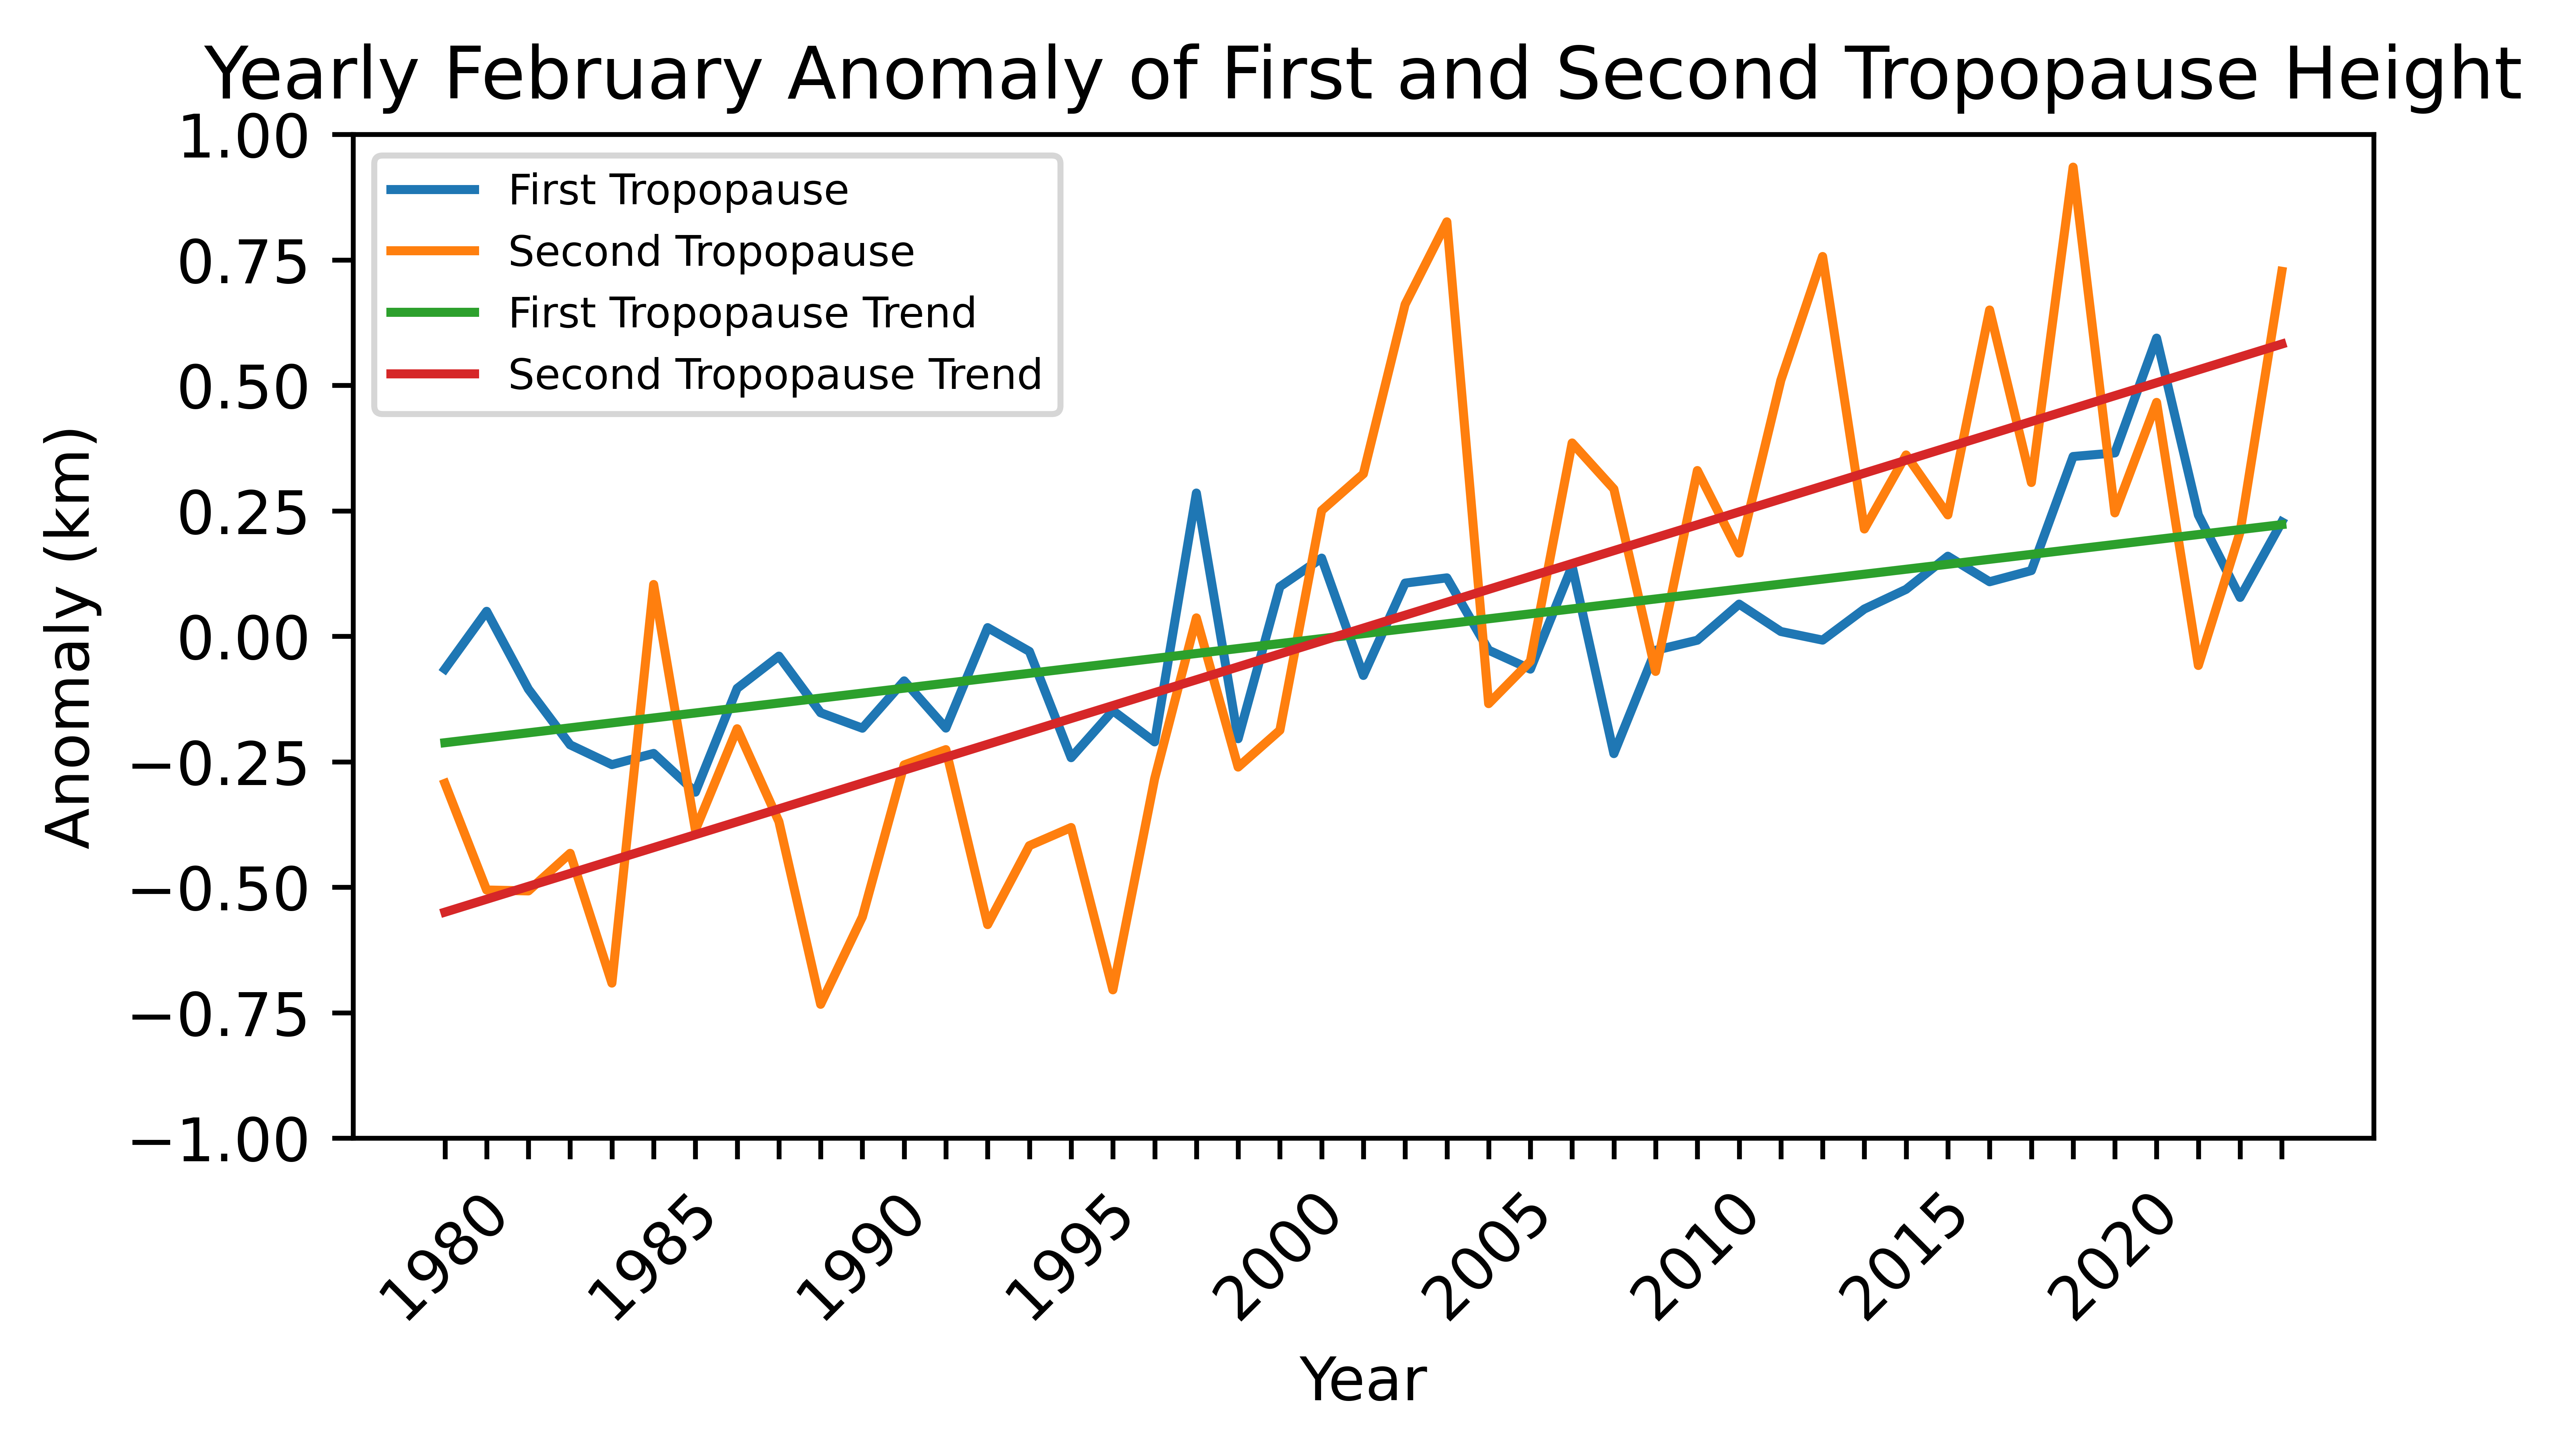 Yearly February Anomaly of First and Second Tropopause Height
1.00
0.75
0.50
0.25
0.00
−0.25
−0.50
−0.75
−1.00
Anomaly (km)
First Tropopause
Second Tropopause
First Tropopause Trend
Second Tropopause Trend
1980 1985 1990 1995 2000 2005 2010 2015 2020
Year